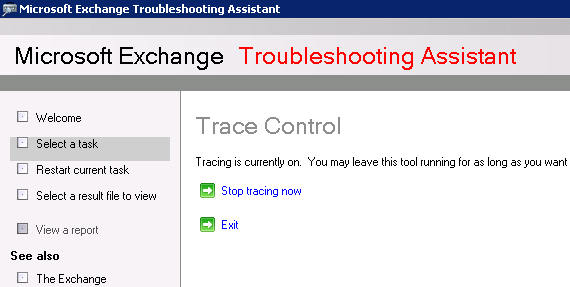 Microsoft Exchange Troubleshooting Assistant
Microsoft Exchange Troubleshooting Assistant
Welcome
Select a task
Restart current task
Select a result file to view
View a report
See also
The Exchange
Trace Control
Tracing is currently on. You may leave this tool running for as long as you want
Stop tracing now
Exit